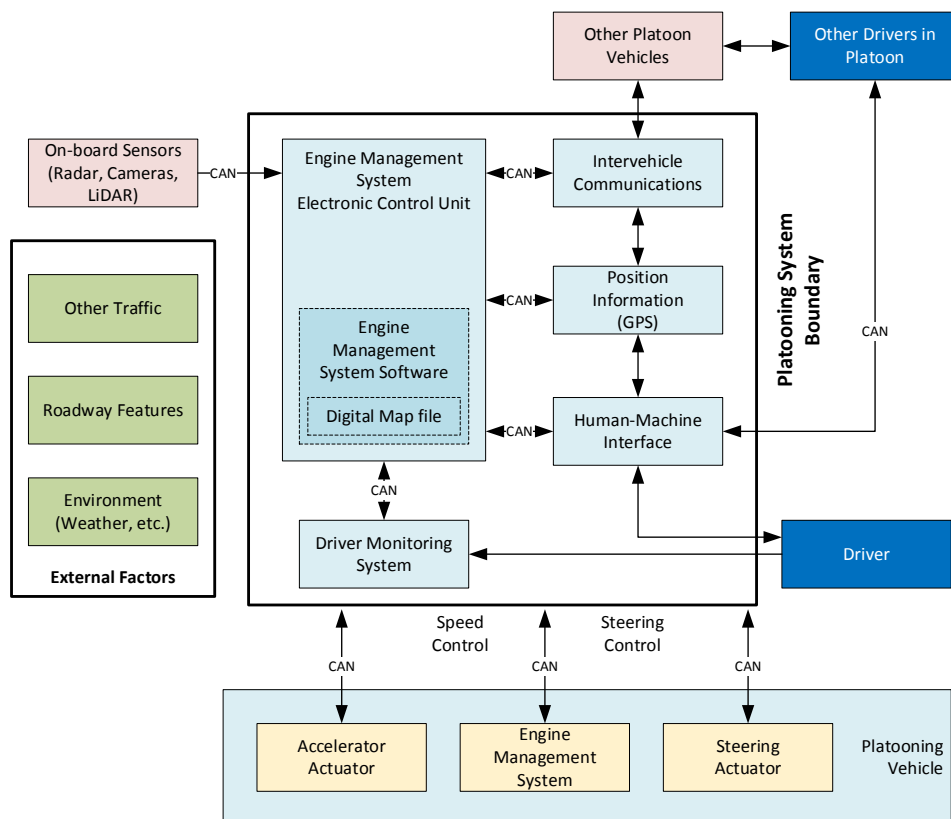 Other Platoon
Vehicles
Other Drivers in
Platoon
On-board Sensors
(Radar, Cameras,
LiDAR)
CAN
Engine Management
System
Electronic Control Unit
CAN
Intervehicle
Communications
Platooning System
Boundary
CAN
External Factors
Other Traffic
Roadway Features
Environment
(Weather, etc.)
CAN
Position
Information
(GPS)
Engine
Management
System Software
Digital Map file
CAN
Human-Machine
Interface
CAN
Driver Monitoring
System
Driver
Speed
Control
Steering
Control
CAN
CAN
CAN
Accelerator
Actuator
Engine
Management
System
Steering
Actuator
Platooning
Vehicle